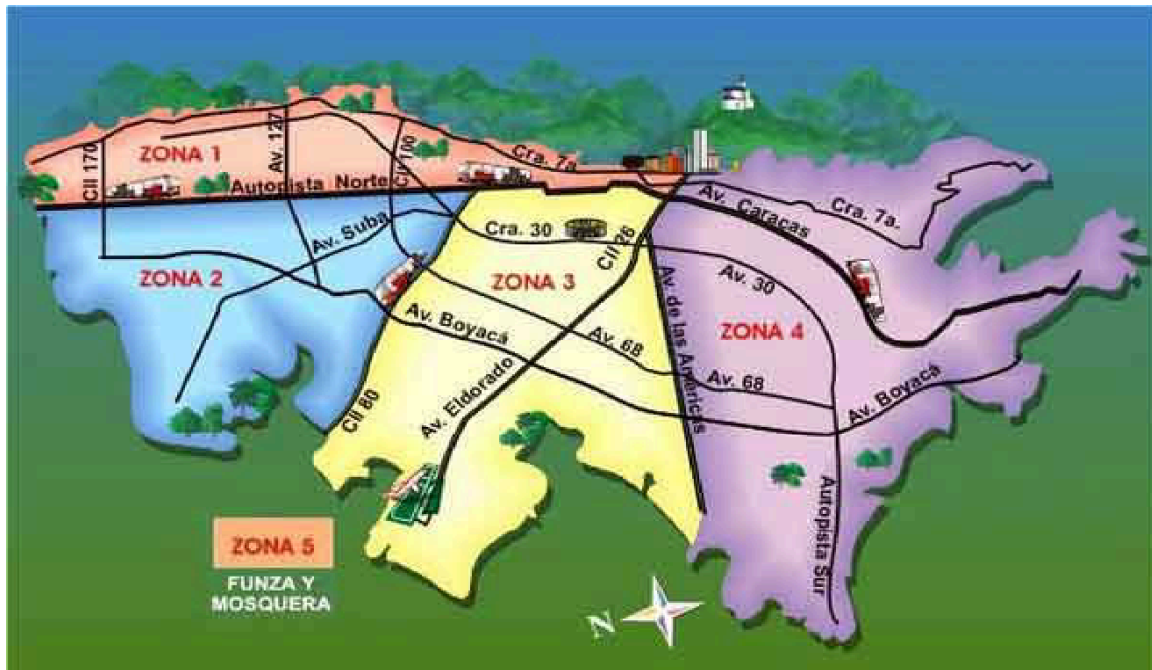 Cll 170
ZONA 1
Av. 127
Cll 100
Cra. 7a.
Autopista Norte
Av. Suba
Cra. 30
Cll 26
Av. Caracas
Cra. 7a.
ZONA 2
ZONA 3
Av. 30
Av. Boyacá
Av. 68
Av. de las Américas
ZONA 4
Av. 68
Av. Boyacá
Cll 80
Av. Eldorado
Autopista Sur
ZONA 5
FUNZA Y
MOSQUERA
N